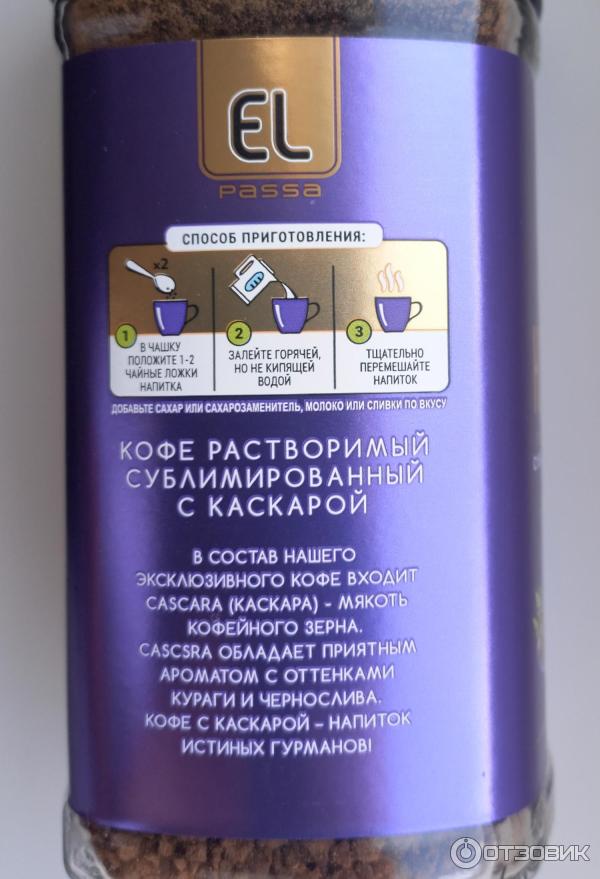 EL
PASSA
СПОСОБ ПРИГОТОВЛЕНИЯ:
x2
1
В ЧАШКУ
ПОЛОЖИТЕ 1-2
ЧАЙНЫЕ ЛОЖКИ
НАПИТКА
2
ЗАЛЕЙТЕ ГОРЯЧЕЙ,
НО НЕ КИПЯЩЕЙ
ВОДОЙ
3
ТЩАТЕЛЬНО
ПЕРЕМЕШАЙТЕ
НАПИТОК
ДОБАВЬТЕ САХАР ИЛИ САХАРОЗАМЕНИТЕЛЬ, МОЛОКО ИЛИ СЛИВКИ ПО ВКУСУ
КОФЕ РАСТВОРИМЫЙ
СУБЛИМИРОВАННЫЙ
С КАСКАРОЙ
В СОСТАВ НАШЕГО
ЭКСКЛЮЗИВНОГО КОФЕ ВХОДИТ
CASCARA (КАСКАРА) - МЯКОТЬ
КОФЕЙНОГО ЗЕРНА.
CASCSRA ОБЛАДАЕТ ПРИЯТНЫМ
АРОМАТОМ С ОТТЕНКАМИ
КУРАГИ И ЧЕРНОСЛИВА.
КОФЕ С КАСКАРОЙ – НАПИТОК
ИСТИНЫХ ГУРМАНОВ!
ОТЗОВИК